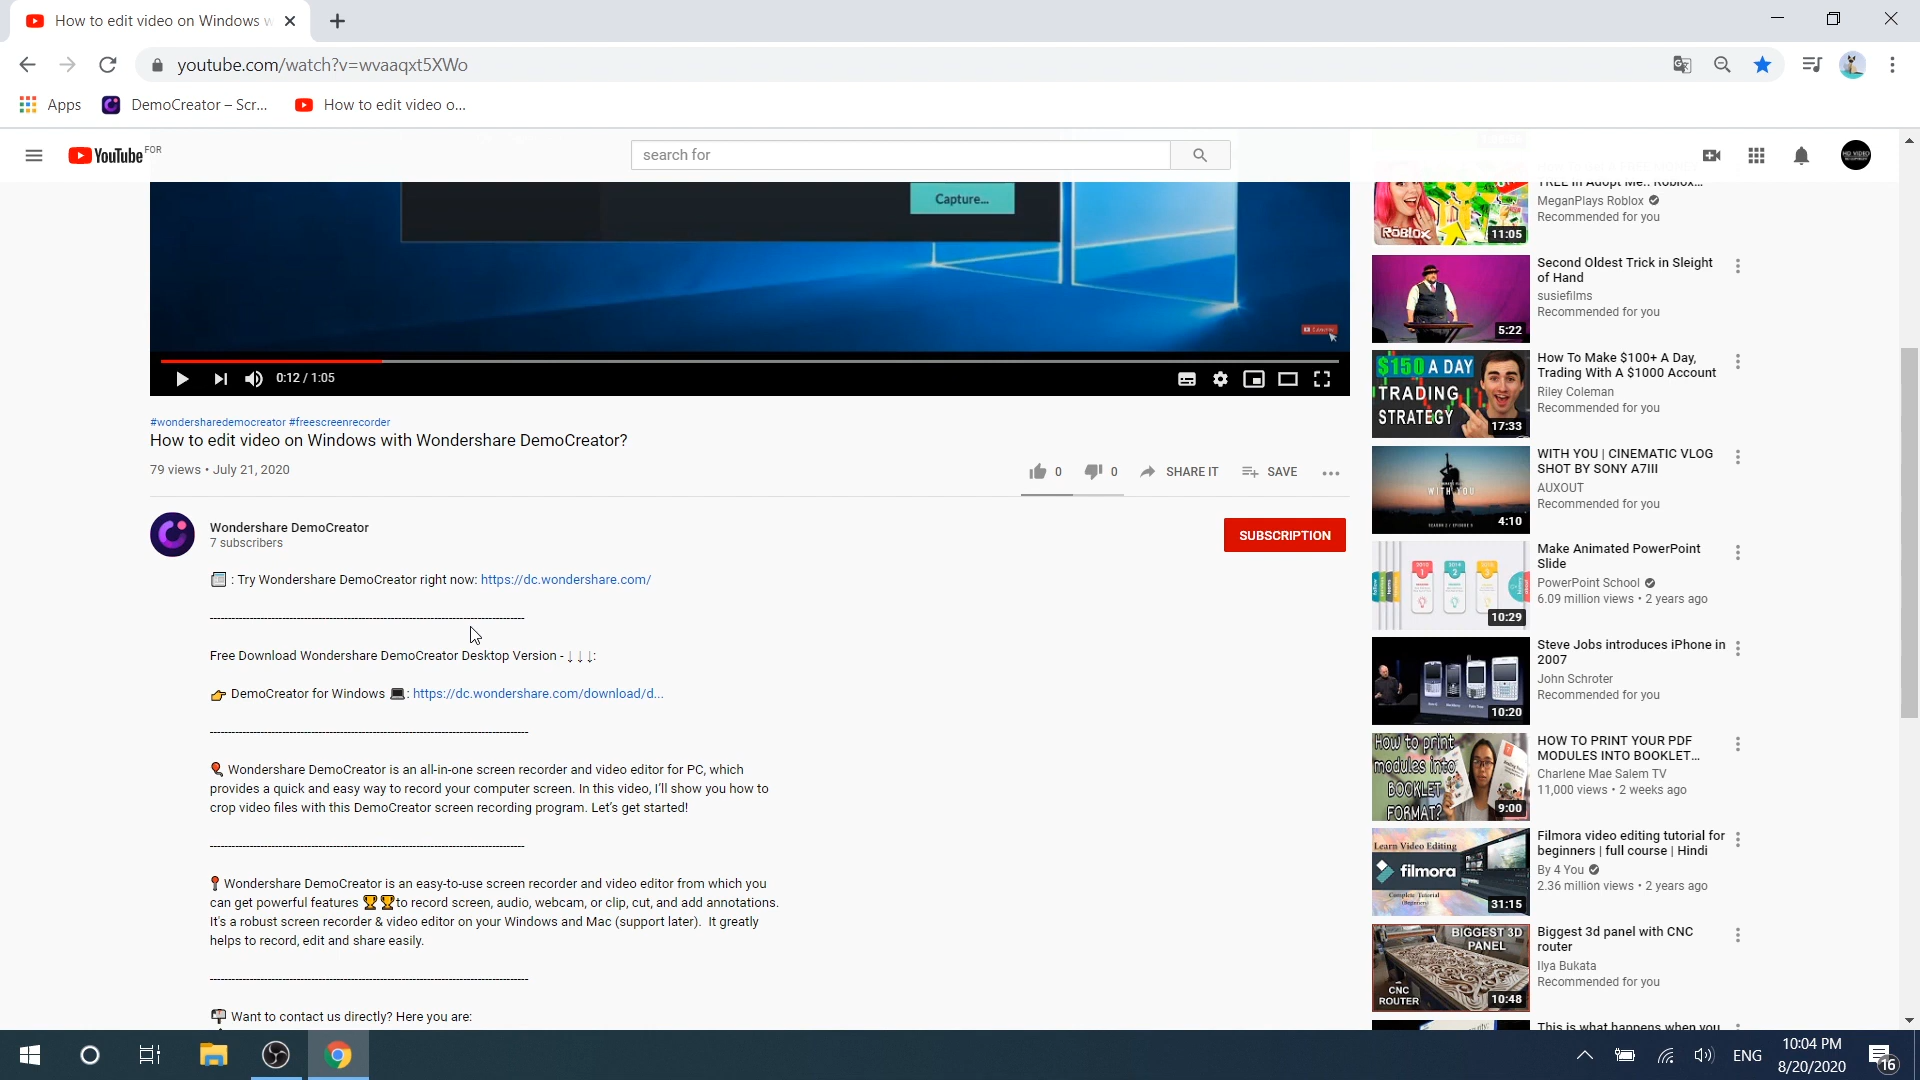 How to edit video on Windows w
youtube.com/watch?v=wvaaqxt5XWo
Apps
DemoCreator – Scr...
How to edit video o...
YouTube FOR
search for
Capture...
0:12 / 1:05
#wondersharedemocreator #freescreenrecorder
How to edit video on Windows with Wondershare DemoCreator?
79 views • July 21, 2020
0
0
SHARE IT
SAVE
Wondershare DemoCreator
7 subscribers
SUBSCRIPTION
: Try Wondershare DemoCreator right now: https://dc.wondershare.com/
Free Download Wondershare DemoCreator Desktop Version - ↓ ↓ ↓:
DemoCreator for Windows 💻: https://dc.wondershare.com/download/d...
Wondershare DemoCreator is an all-in-one screen recorder and video editor for PC, which
provides a quick and easy way to record your computer screen. In this video, I'll show you how to
crop video files with this DemoCreator screen recording program. Let's get started!
Wondershare DemoCreator is an easy-to-use screen recorder and video editor from which you
can get powerful features 🏆🏆to record screen, audio, webcam, or clip, cut, and add annotations.
It's a robust screen recorder & video editor on your Windows and Mac (support later). It greatly
helps to record, edit and share easily.
Want to contact us directly? Here you are:
FREE in Adopt Me.. Roblox...
MeganPlays Roblox
Recommended for you
ROBLOX
11:05
Second Oldest Trick in Sleight
of Hand
susiefilms
Recommended for you
5:22
How To Make $100+ A Day,
Trading With A $1000 Account
Riley Coleman
Recommended for you
$150 A DAY
TRADING
STRATEGY
17:33
WITH YOU | CINEMATIC VLOG
SHOT BY SONY A7III
AUXOUT
Recommended for you
WITH YOU
4:10
Make Animated PowerPoint
Slide
PowerPoint School
6.09 million views • 2 years ago
10:29
Steve Jobs introduces iPhone in
2007
John Schroter
Recommended for you
10:20
HOW TO PRINT YOUR PDF
MODULES INTO BOOKLET...
Charlene Mae Salem TV
11,000 views • 2 weeks ago
How to print
modules into
BOOKLET
FORMAT?
9:00
Filmora video editing tutorial for
beginners | full course | Hindi
By 4 You
2.36 million views • 2 years ago
Learn Video Editing
filmora
Complete Tutorial
31:15
Biggest 3d panel with CNC
router
Ilya Bukata
Recommended for you
BIGGEST 3D
PANEL
CNC
ROUTER
10:48
This is what happens when you
ENG
10:04 PM
8/20/2020
16